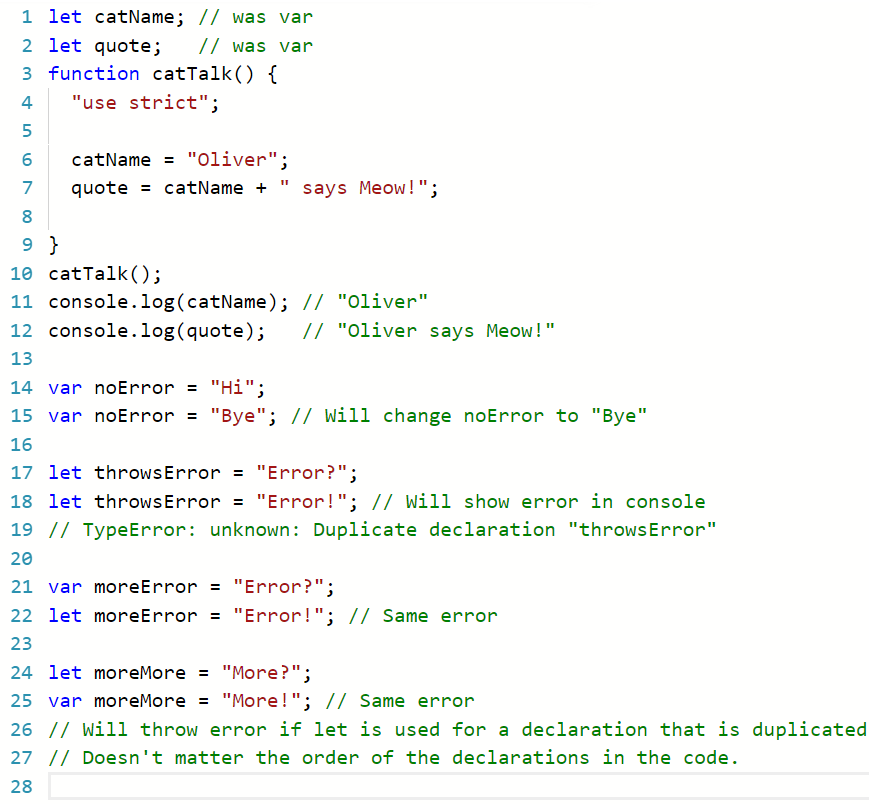 1 let catName; // was var
2 let quote;   // was var
3 function catTalk() {
4   "use strict";
5
6   catName = "Oliver";
7   quote = catName + " says Meow!";
8
9 }
10 catTalk();
11 console.log(catName); // "Oliver"
12 console.log(quote);   // "Oliver says Meow!"
13
14 var noError = "Hi";
15 var noError = "Bye"; // Will change noError to "Bye"
16
17 let throwsError = "Error?";
18 let throwsError = "Error!"; // Will show error in console
19 // TypeError: unknown: Duplicate declaration "throwsError"
20
21 var moreError = "Error?";
22 let moreError = "Error!"; // Same error
23
24 let moreMore = "More?";
25 var moreMore = "More!"; // Same error
26 // Will throw error if let is used for a declaration that is duplicated
27 // Doesn't matter the order of the declarations in the code.
28